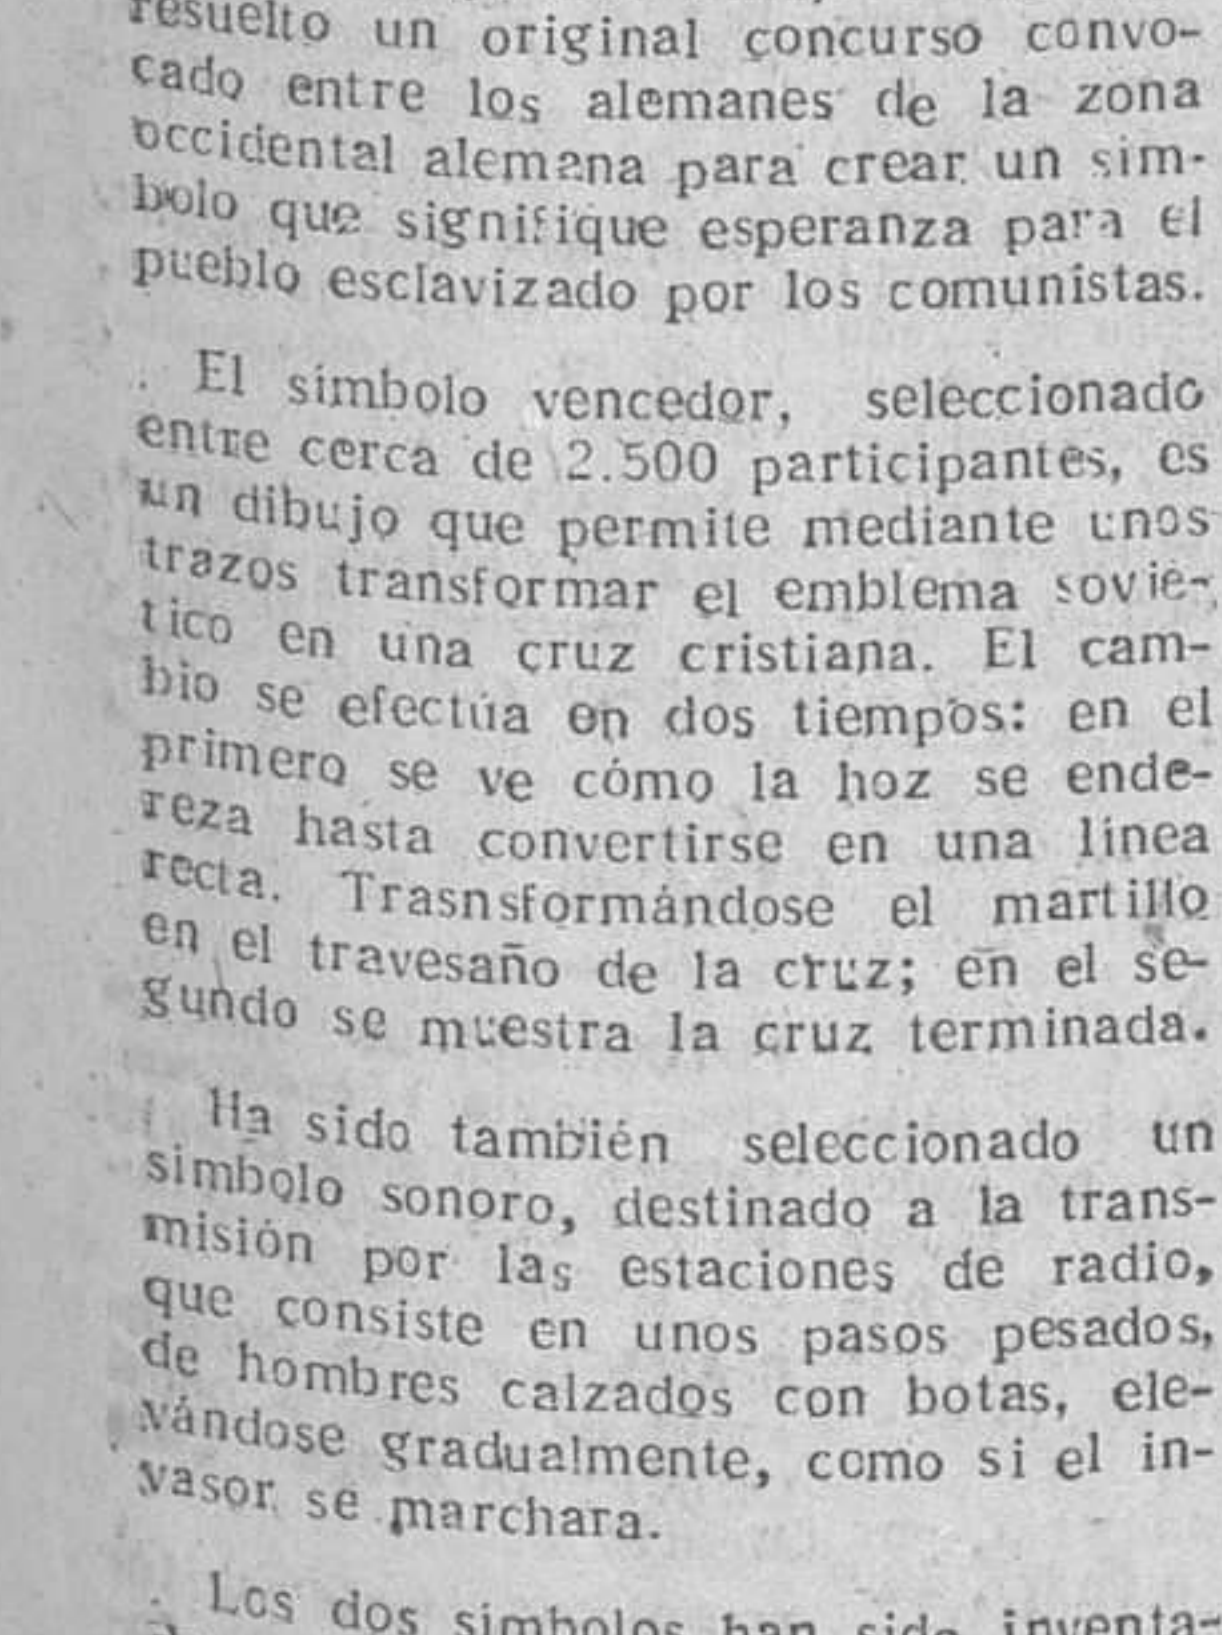 resuelto un original concurso convo-
cado entre los alemanes de la zona
occidental alemana para crear un sim-
bolo que signifique esperanza para el
pueblo esclavizado por los comunistas.
El símbolo vencedor, seleccionado
entre cerca de 2.500 participantes, es
un dibujo que permite mediante unos
trazos transformar el emblema sovié-
tico en una cruz cristiana. El cam-
bio se efectúa en dos tiempos: en el
primero se ve cómo la hoz se ende-
reza hasta convertirse en una línea
recta. Trasnsformándose el martillo
en el travesaño de la cruz; en el se-
gundo se muestra la cruz terminada.
Ha sido también seleccionado un
simbolo sonoro, destinado a la trans-
misión por las estaciones de radio,
que consiste en unos pasos pesados,
de hombres calzados con botas, ele-
vándose gradualmente, como si el in-
vasor se marchara.
Los dos simbolos han sido inventa-